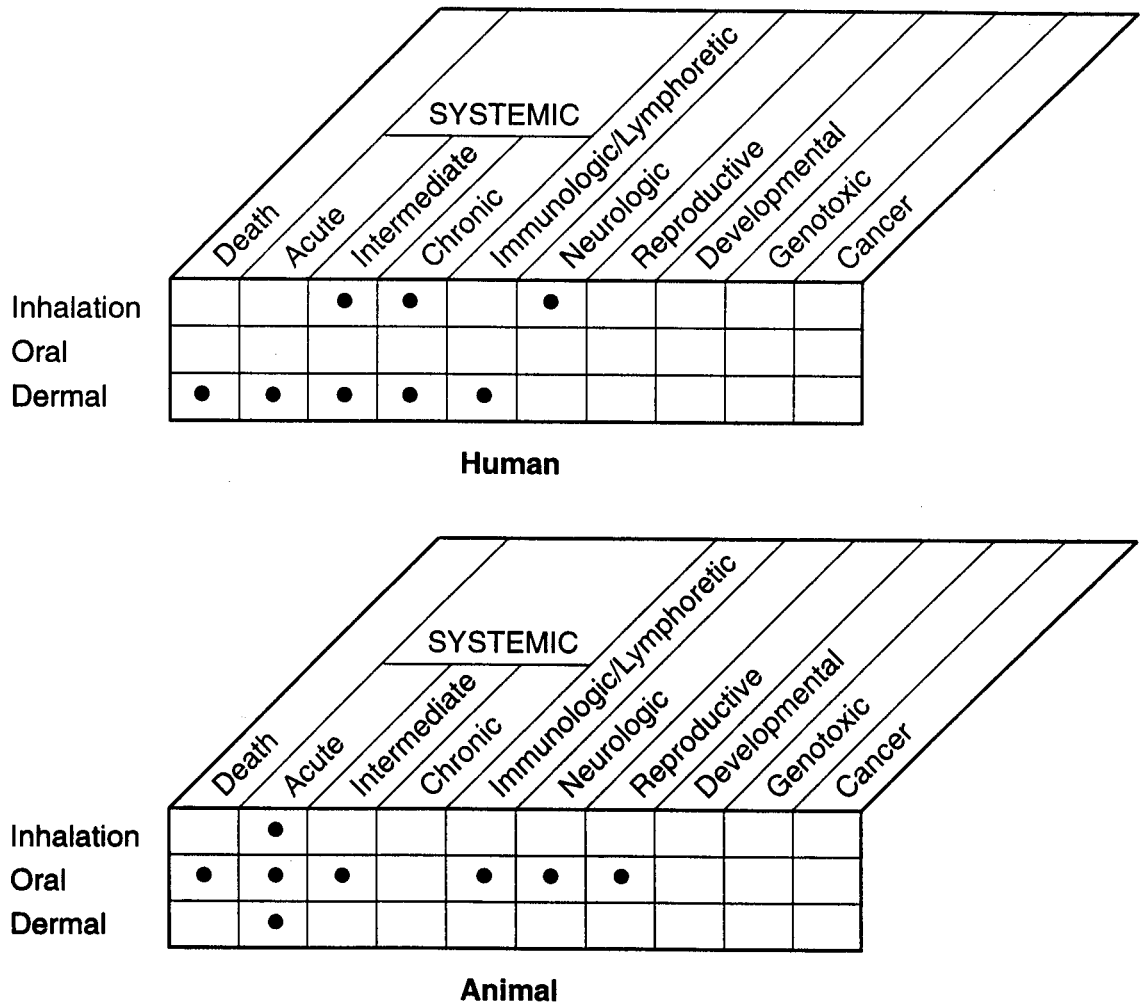 SYSTEMIC
Death
Acute
Intermediate
Chronic
Immunologic/Lymphoretic
Neurologic
Reproductive
Developmental
Genotoxic
Cancer
Inhalation
Oral
Dermal
Human
SYSTEMIC
Death
Acute
Intermediate
Chronic
Immunologic/Lymphoretic
Neurologic
Reproductive
Developmental
Genotoxic
Cancer
Inhalation
Oral
Dermal
Animal